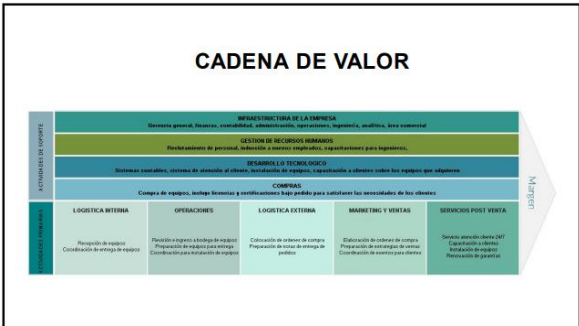 CADENA DE VALOR
ACTIVIDADES DE SOPORTE
INFRAESTRUCTURA DE LA EMPRESA
Gerencia general, finanzas, contabilidad, administración, operaciones, ingeniería, analítica, área comercial
GESTION DE RECURSOS HUMANOS
Reclutamiento de personal, inducción a nuevos empleados, capacitaciones para ingenieros,
DESARROLLO TECNOLOGICO
Sistemas contables, sistema de atención al cliente, instalación de equipos, capacitación a clientes sobre los equipos que adquieren
COMPRAS
Compra de equipos, incluye licencias y certificaciones bajo pedido para satisfacer las necesidades de los clientes
Margen
ACTIVIDADES PRIMARIAS
LOGISTICA INTERNA
Recepción de equipos
Coordinación de entrega de equipos
OPERACIONES
Revisión e ingreso a bodega de equipos
Preparación de equipos para entrega
Coordinación para instalación de equipos
LOGISTICA EXTERNA
Colocación de ordenes de compra
Preparación de notas de entrega de
pedidos
MARKETING Y VENTAS
Elaboración de ordenes de compra
Preparación de estrategias de ventas
Coordinación de eventos para clientes
SERVICIOS POST VENTA
Servicio atención cliente 24/7
Capacitación a clientes
Instalación de equipos
Renovación de garantías